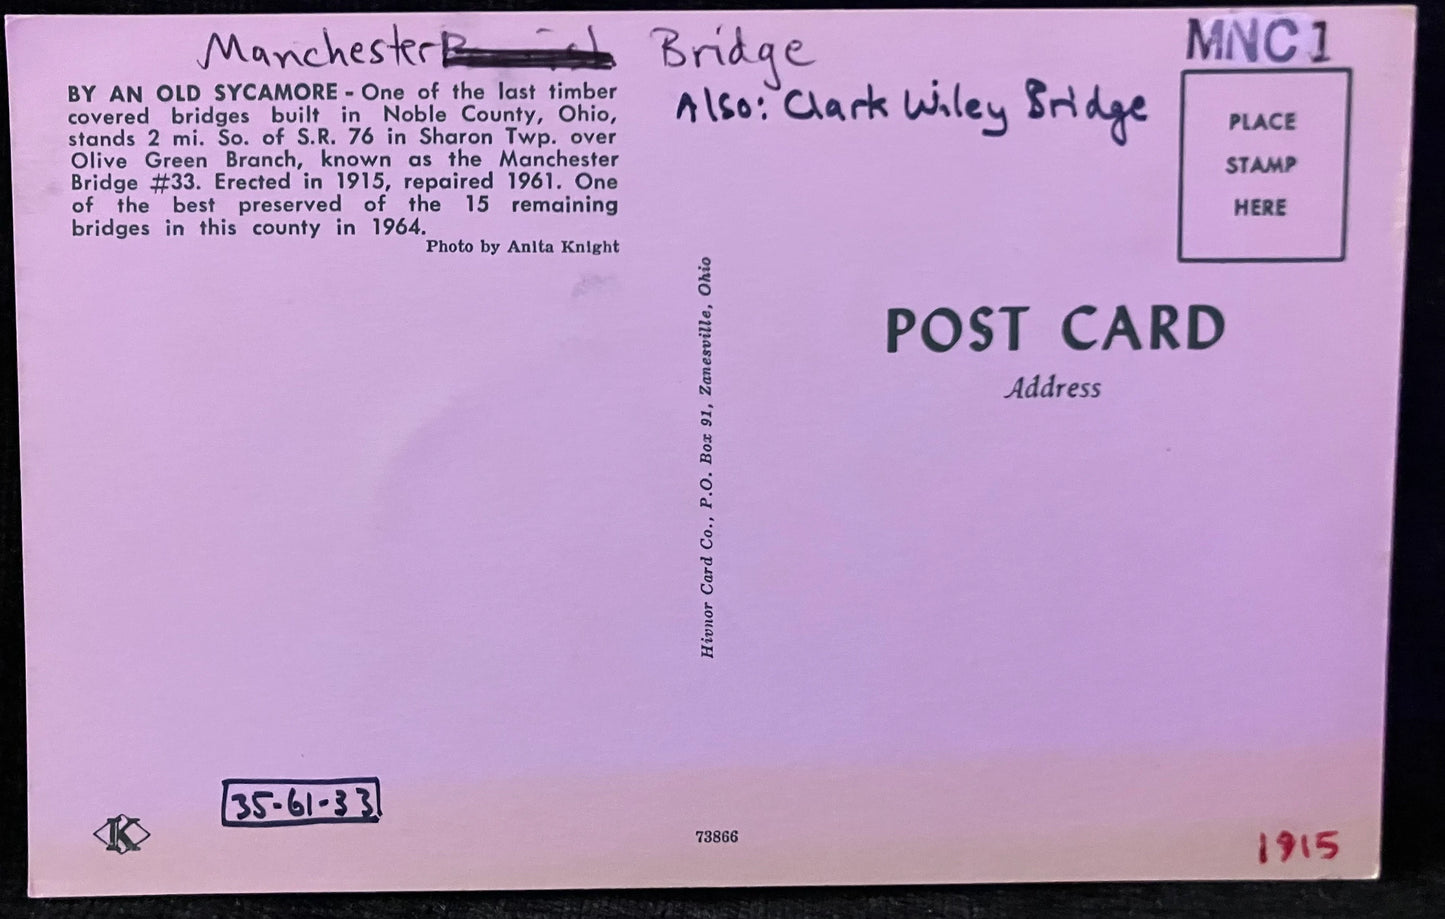 Manchester Bridge
MNC1
Also: Clark Wiley Bridge
BY AN OLD SYCAMORE - One of the last timber
covered bridges built in Noble County, Ohio,
stands 2 mi. So. of S.R. 76 in Sharon Twp. over
Olive Green Branch, known as the Manchester
Bridge #33. Erected in 1915, repaired 1961. One
of the best preserved of the 15 remaining
bridges in this county in 1964.
Photo by Anita Knight
PLACE
STAMP
HERE
Hivnor Card Co., P.O. Box 91, Zanesville, Ohio
POST CARD
Address
35-61-33
K
73866
1915